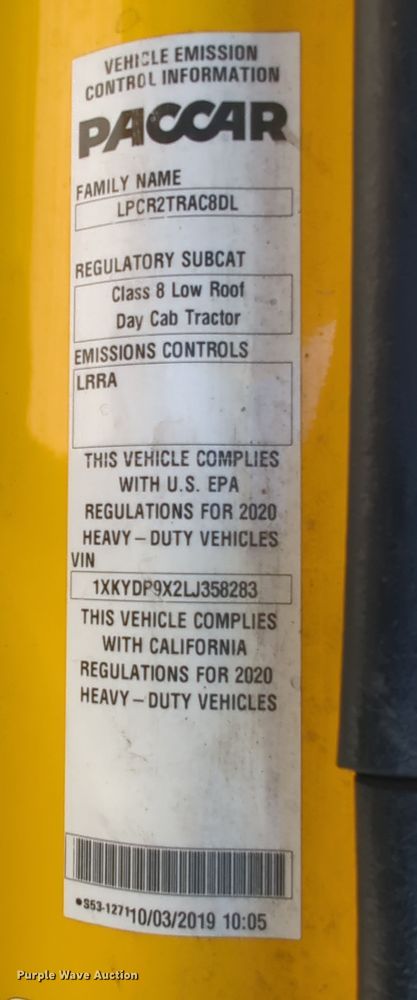 VEHICLE EMISSION
CONTROL INFORMATION
PACCAR
FAMILY NAME
LPCR2TRAC8DL
REGULATORY SUBCAT
Class 8 Low Roof
Day Cab Tractor
EMISSIONS CONTROLS
LRRA
THIS VEHICLE COMPLIES
WITH U.S. EPA
REGULATIONS FOR 2020
HEAVY-DUTY VEHICLES
VIN
1XKYDP9X2LJ358283
THIS VEHICLE COMPLIES
WITH CALIFORNIA
REGULATIONS FOR 2020
HEAVY-DUTY VEHICLES
•S53-1271 10/03/2019 10:05
Purple Wave Auction